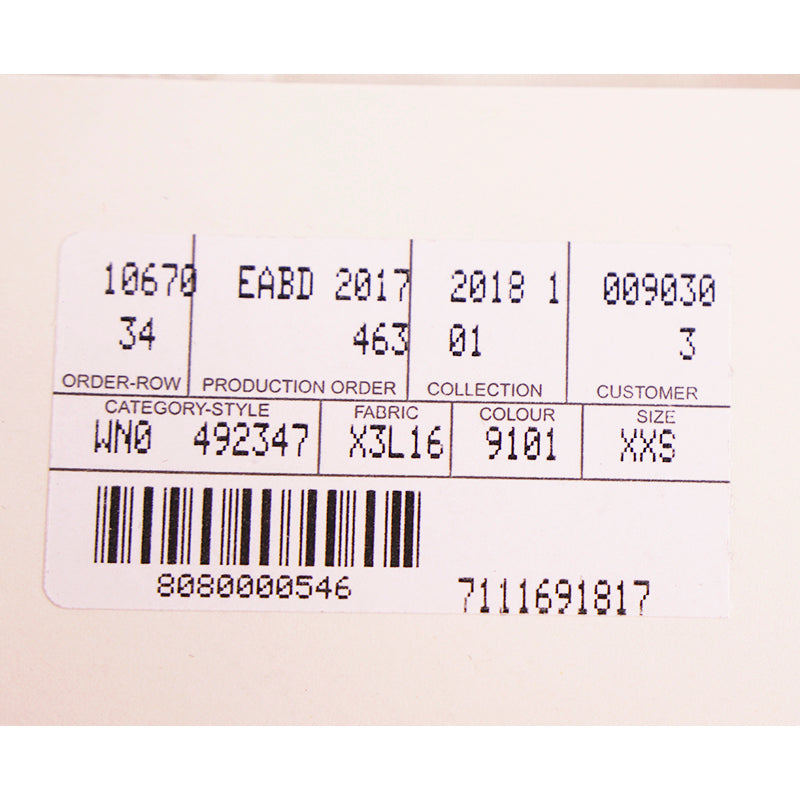 10670 EABD 2017 2018 1 009030
34 463 01 3
ORDER-ROW PRODUCTION ORDER COLLECTION CUSTOMER
CATEGORY-STYLE FABRIC COLOUR SIZE
WN0 492347 X3L16 9101 XXS
8080000546 7111691817